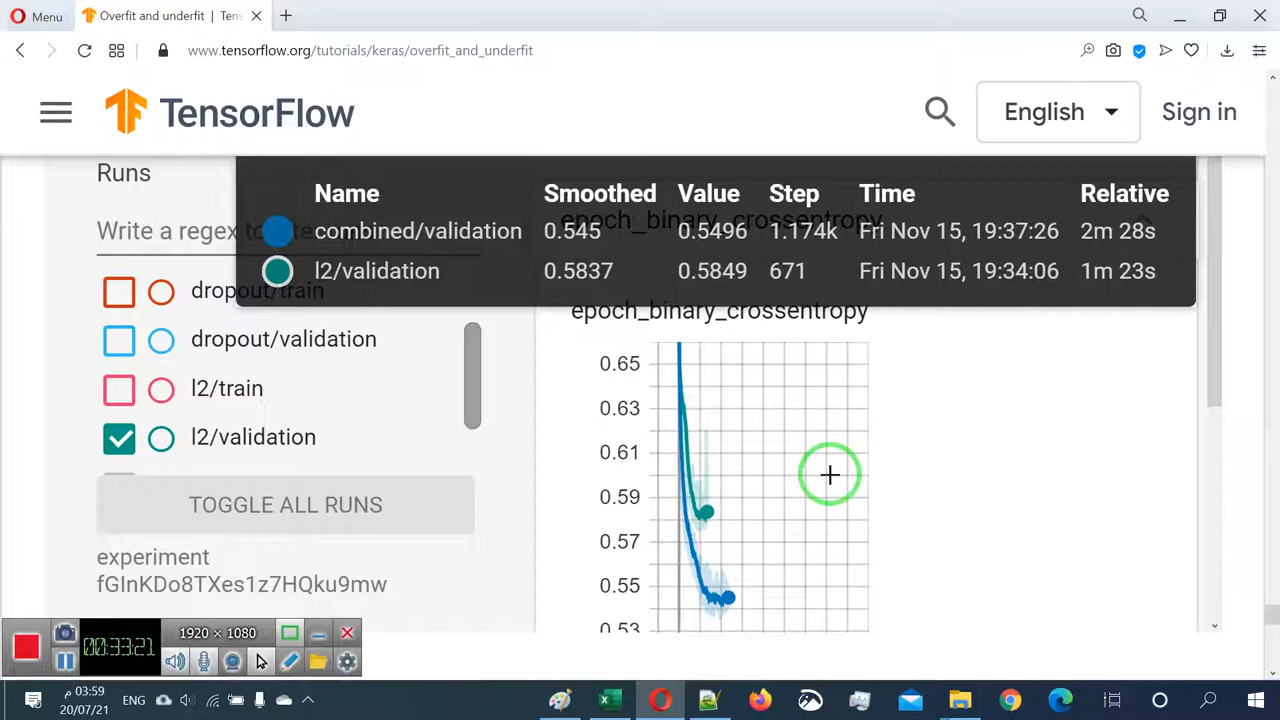 Menu
Overfit and underfit | Tens
www.tensorflow.org/tutorials/keras/overfit_and_underfit
TensorFlow
English
Sign in
Runs
Name Smoothed Value Step Time Relative
epoch_binary_crossentropy
Write a regex to
combined/validation 0.545 0.5496 1.174k Fri Nov 15, 19:37:26 2m 28s
l2/validation 0.5837 0.5849 671 Fri Nov 15, 19:34:06 1m 23s
dropout/train
epoch_binary_crossentropy
dropout/validation
l2/train
l2/validation
0.65
0.63
0.61
0.59
0.57
0.55
0.53
TOGGLE ALL RUNS
experiment
fGInKDo8TXes1z7HQku9mw
00:33:21
1920 × 1080
ENG
03:59 م
20/07/21